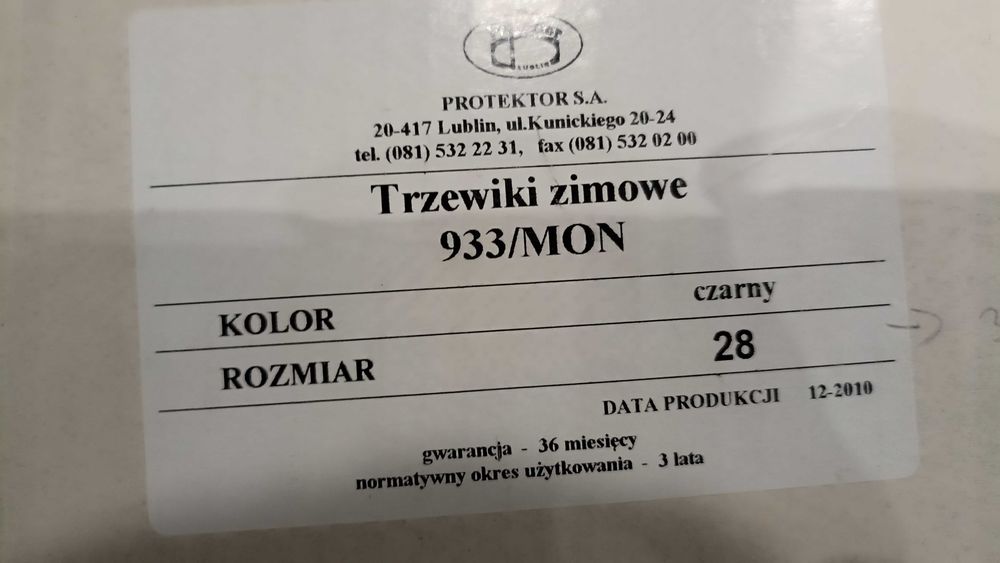 LUBLIN
PROTEKTOR S.A.
20-417 Lublin, ul.Kunickiego 20-24
tel. (081) 532 22 31, fax (081) 532 02 00
Trzewiki zimowe
933/MON
KOLOR czarny
ROZMIAR 28
DATA PRODUKCJI 12-2010
gwarancja - 36 miesięcy
normatywny okres użytkowania - 3 lata